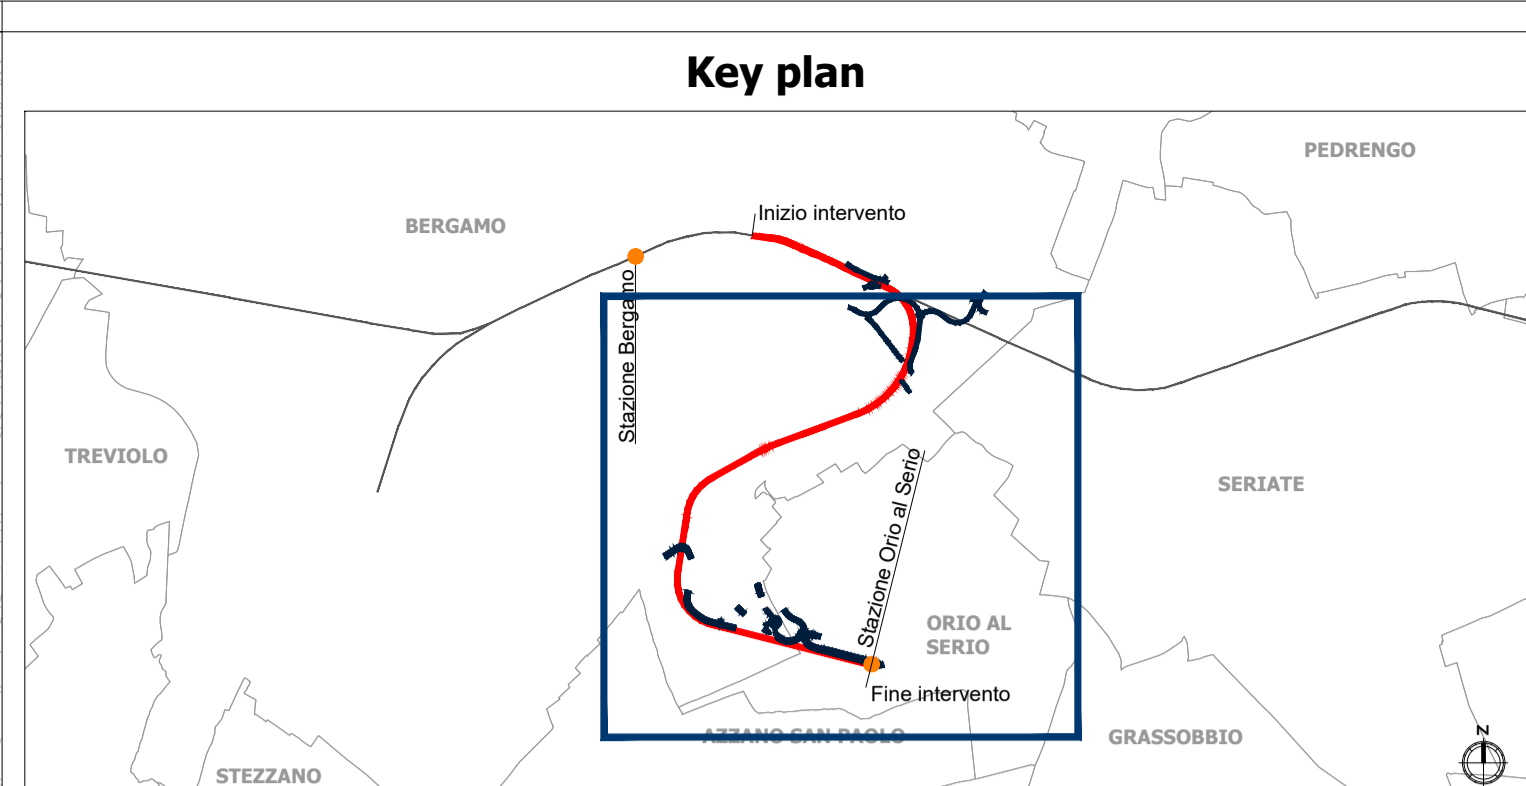 Key plan
PEDRENGO
Inizio intervento
BERGAMO
Stazione Bergamo
TREVIOLO
Stazione Orio al Serio
SERIATE
ORIO AL
SERIO
Fine intervento
AZZANO SAN PAOLO
GRASSOBBIO
N
STEZZANO